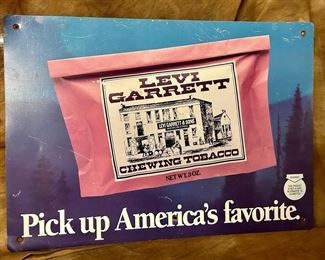 LEVI
GARRETT
LEVI GARRETT & SONS
CHEWING TOBACCO
NET WT. 3 OZ.
Pick up America's favorite.